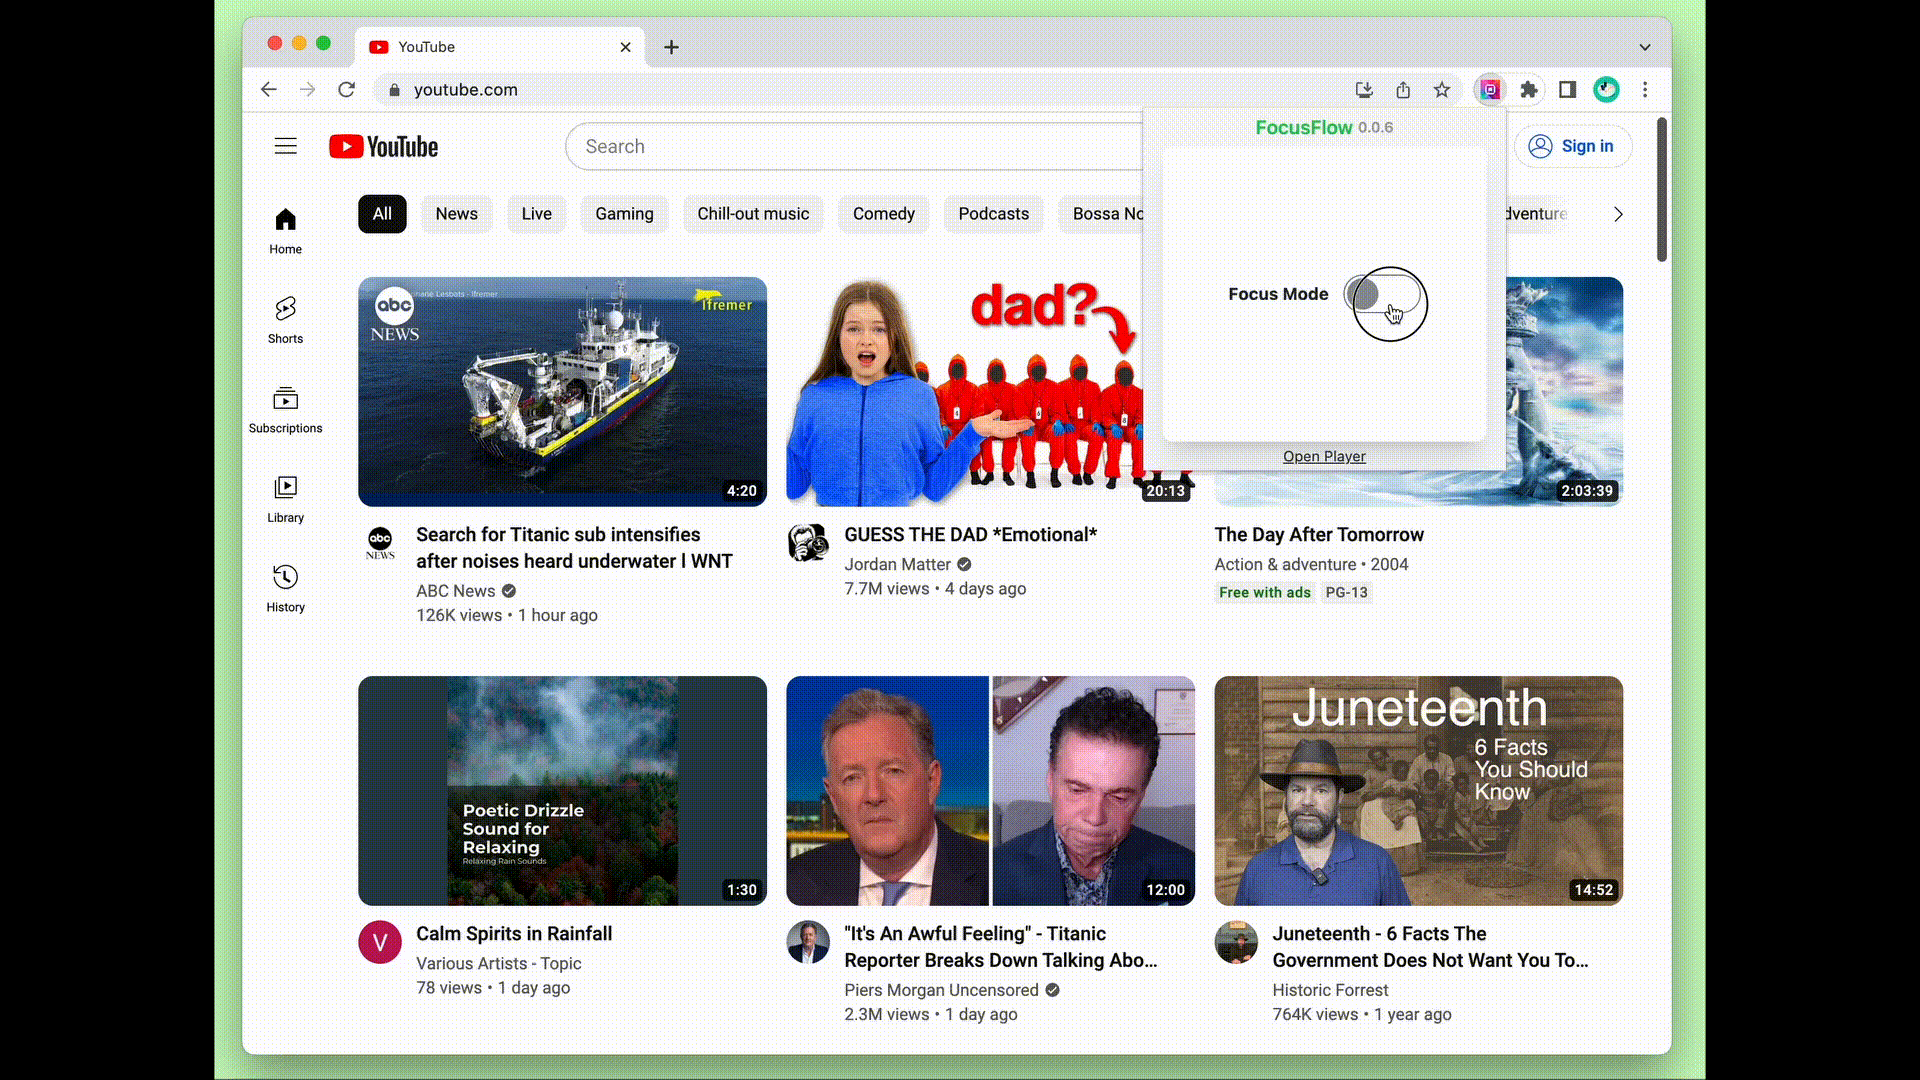 YouTube
youtube.com
FocusFlow 0.0.6
YouTube
Search
Sign in
All
News
Live
Gaming
Chill-out music
Comedy
Podcasts
Bossa No
dventure
Home
Shorts
Subscriptions
Library
History
Focus Mode
Open Player
abc
NEWS
Ifremer
4:20
dad?
20:13
2:03:39
abc
NEWS
Search for Titanic sub intensifies
after noises heard underwater l WNT
ABC News
126K views • 1 hour ago
GUESS THE DAD *Emotional*
Jordan Matter
7.7M views • 4 days ago
The Day After Tomorrow
Action & adventure • 2004
Free with ads
PG-13
Poetic Drizzle
Sound for
Relaxing
Relaxing Rain Sounds
1:30
12:00
Juneteenth
6 Facts
You Should
Know
14:52
V
Calm Spirits in Rainfall
Various Artists - Topic
78 views • 1 day ago
"It's An Awful Feeling" - Titanic
Reporter Breaks Down Talking Abo...
Piers Morgan Uncensored
2.3M views • 1 day ago
Juneteenth - 6 Facts The
Government Does Not Want You To...
Historic Forrest
764K views • 1 year ago